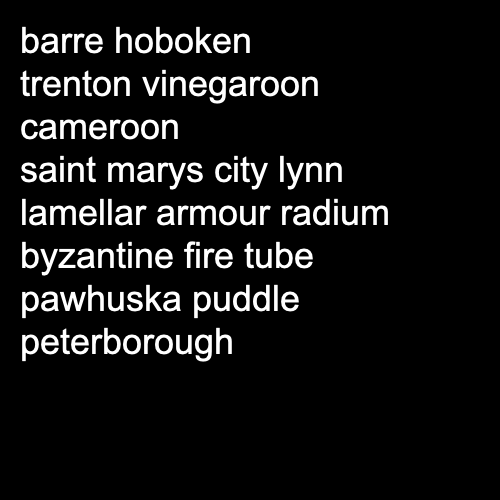 barre hoboken
trenton vinegaroon
cameroon
saint marys city lynn
lamellar armour radium
byzantine fire tube
pawhuska puddle
peterborough